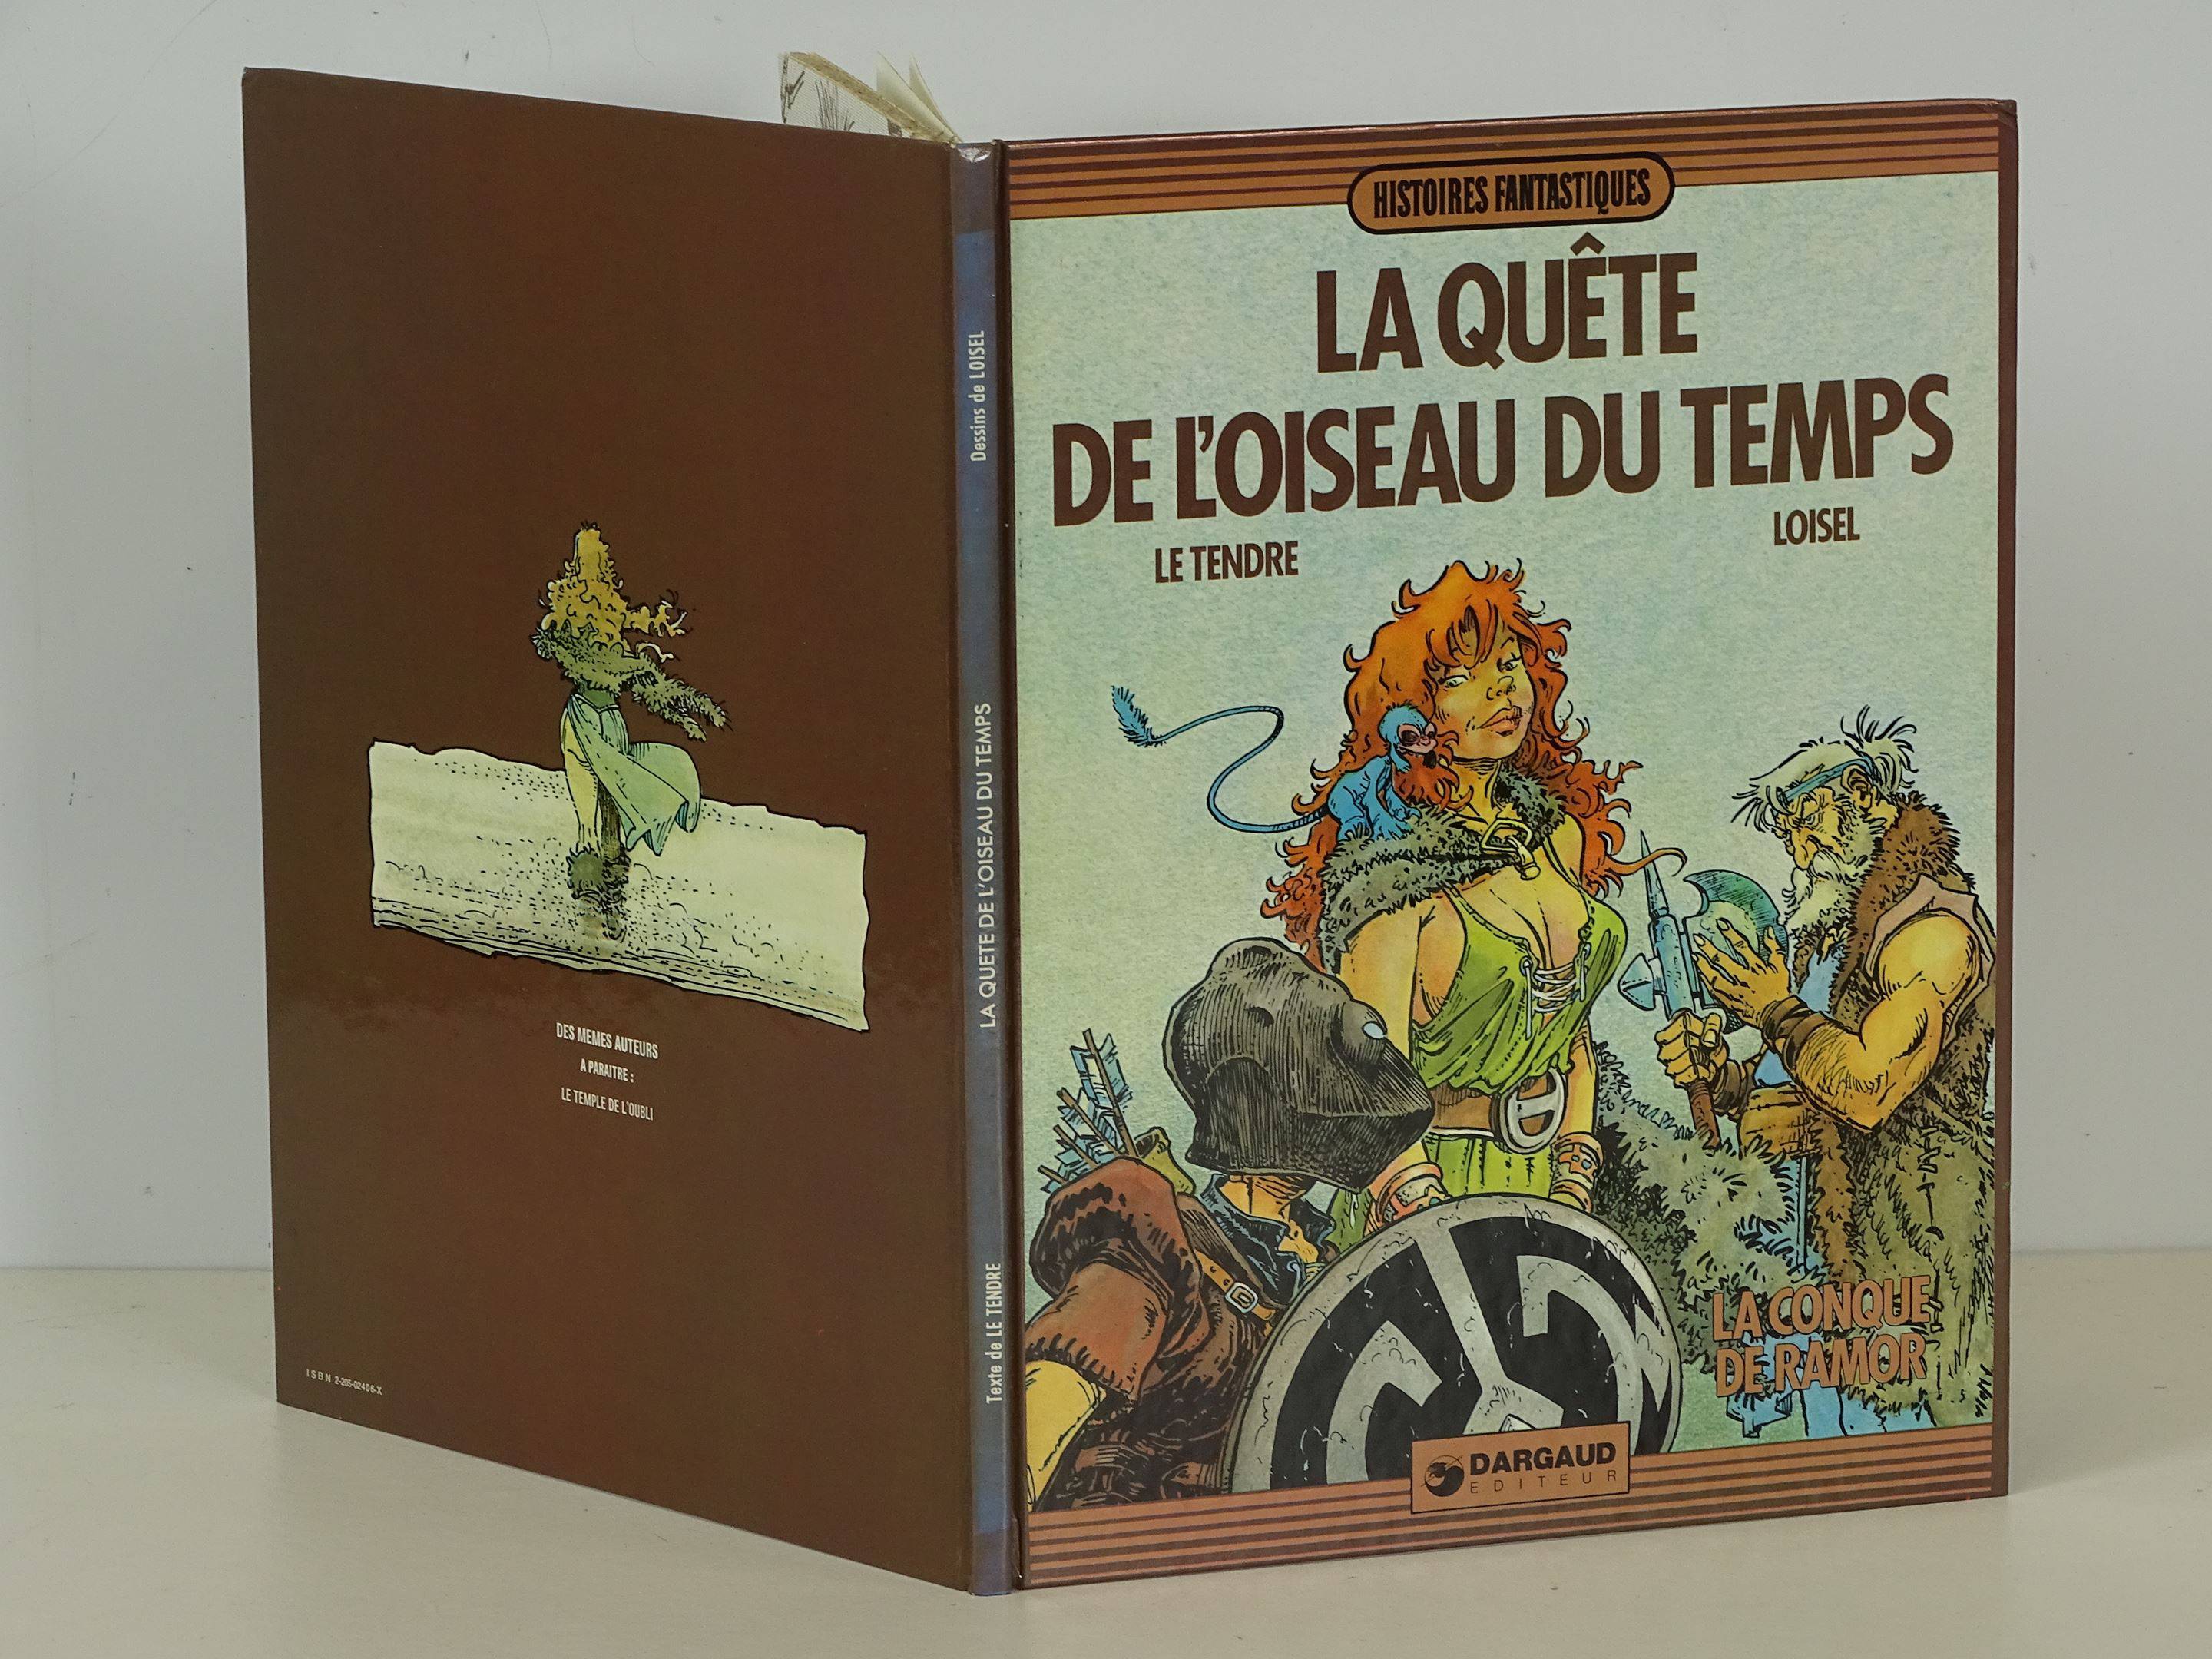 HISTOIRES FANTASTIQUES
LA QUÊTE
DE L'OISEAU DU TEMPS
LE TENDRE
LOISEL
LA CONQUE
DE RAMOR
DARGAUD
EDITEUR
Dessins de LOISEL
LA QUETE DE L'OISEAU DU TEMPS
Texte de LE TENDRE
DES MEMES AUTEURS
A PARAITRE :
LE TEMPLE DE L'OUBLI
ISBN 2-205-02406-X